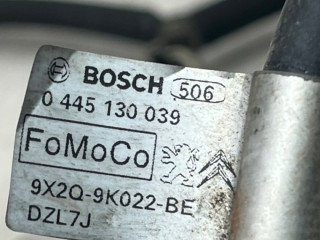 BOSCH 506
0 445 130 039
FoMoCo
9X2Q-9K022-BE
DZL7J